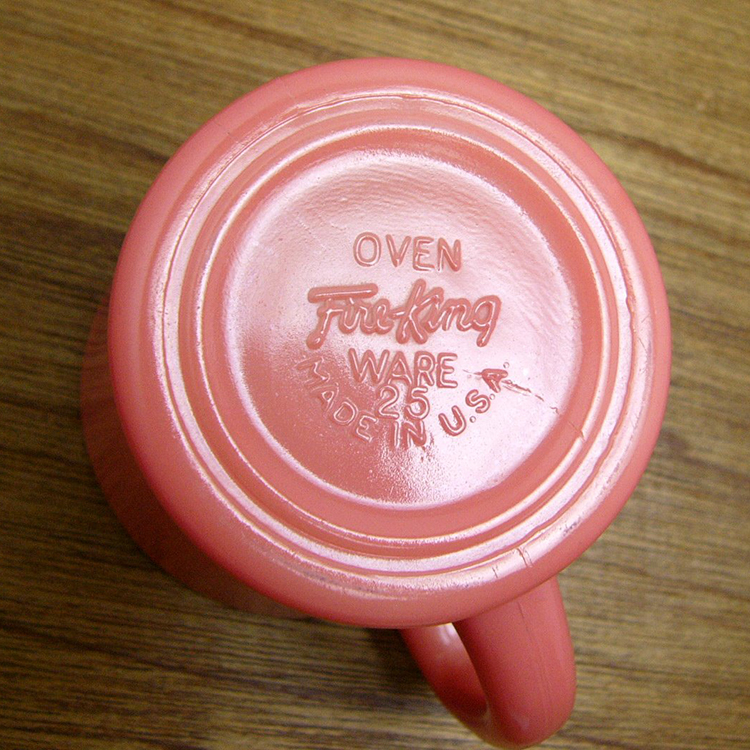 OVEN
Fire-King
WARE
25
MADE IN U.S.A.